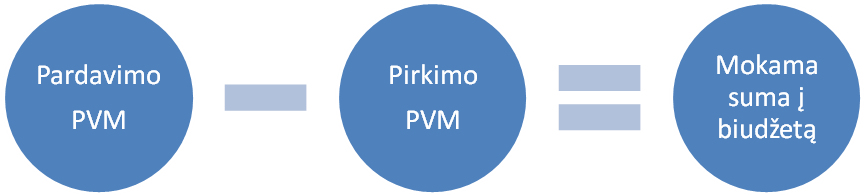 Pardavimo
PVM
Pirkimo
PVM
Mokama
suma į
biudžetą